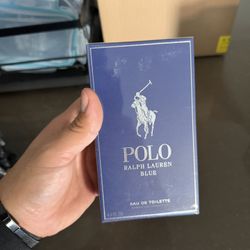 POLO
RALPH LAUREN
BLUE
EAU DE TOILETTE